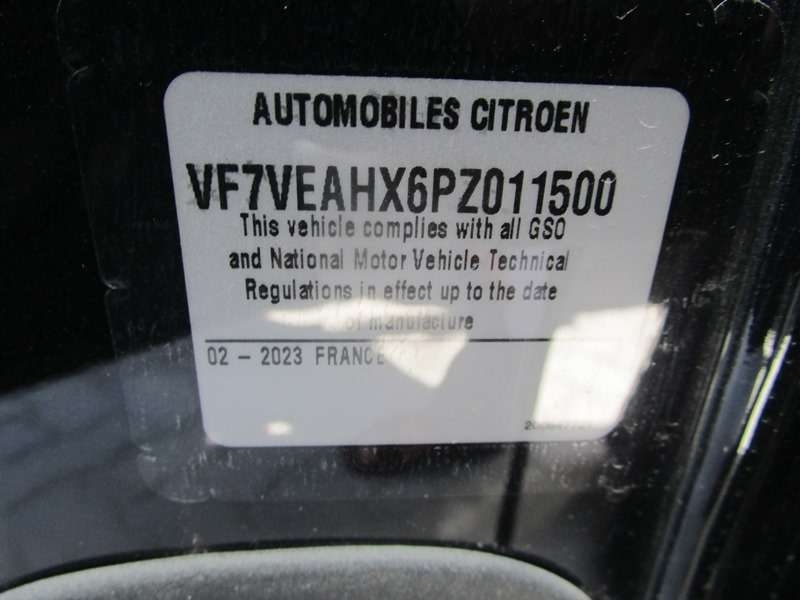 AUTOMOBILES CITROEN
VF7VEAHX6PZ011500
This vehicle complies with all GSO
and National Motor Vehicle Technical
Regulations in effect up to the date
of manufacture
02 - 2023 FRANCE